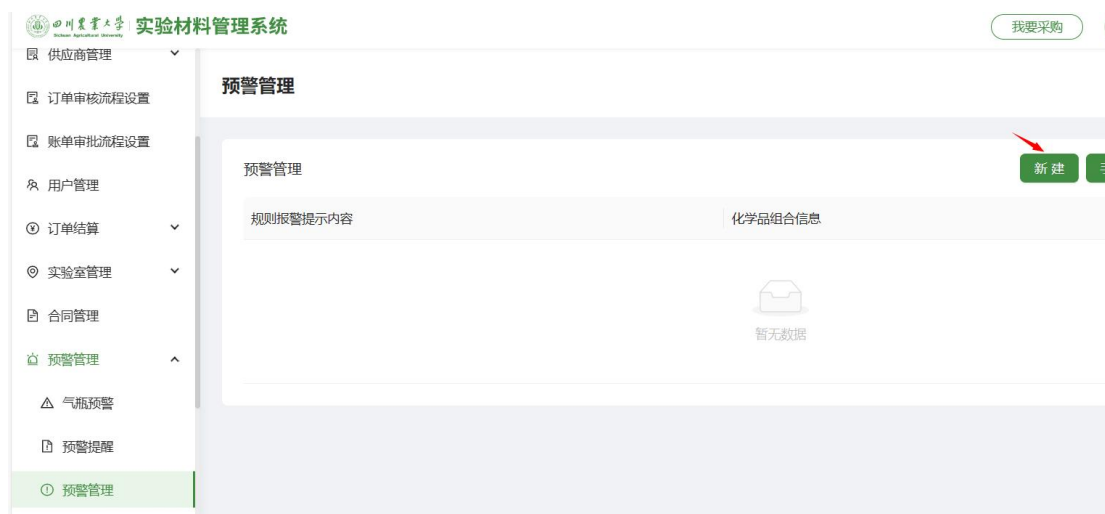 四川农业大学
Sichuan Agricultural University
实验材料管理系统
我要采购
供应商管理
订单审核流程设置
账单审批流程设置
用户管理
订单结算
实验室管理
合同管理
预警管理
气瓶预警
预警提醒
预警管理
预警管理
预警管理
新 建
规则报警提示内容
化学品组合信息
暂无数据